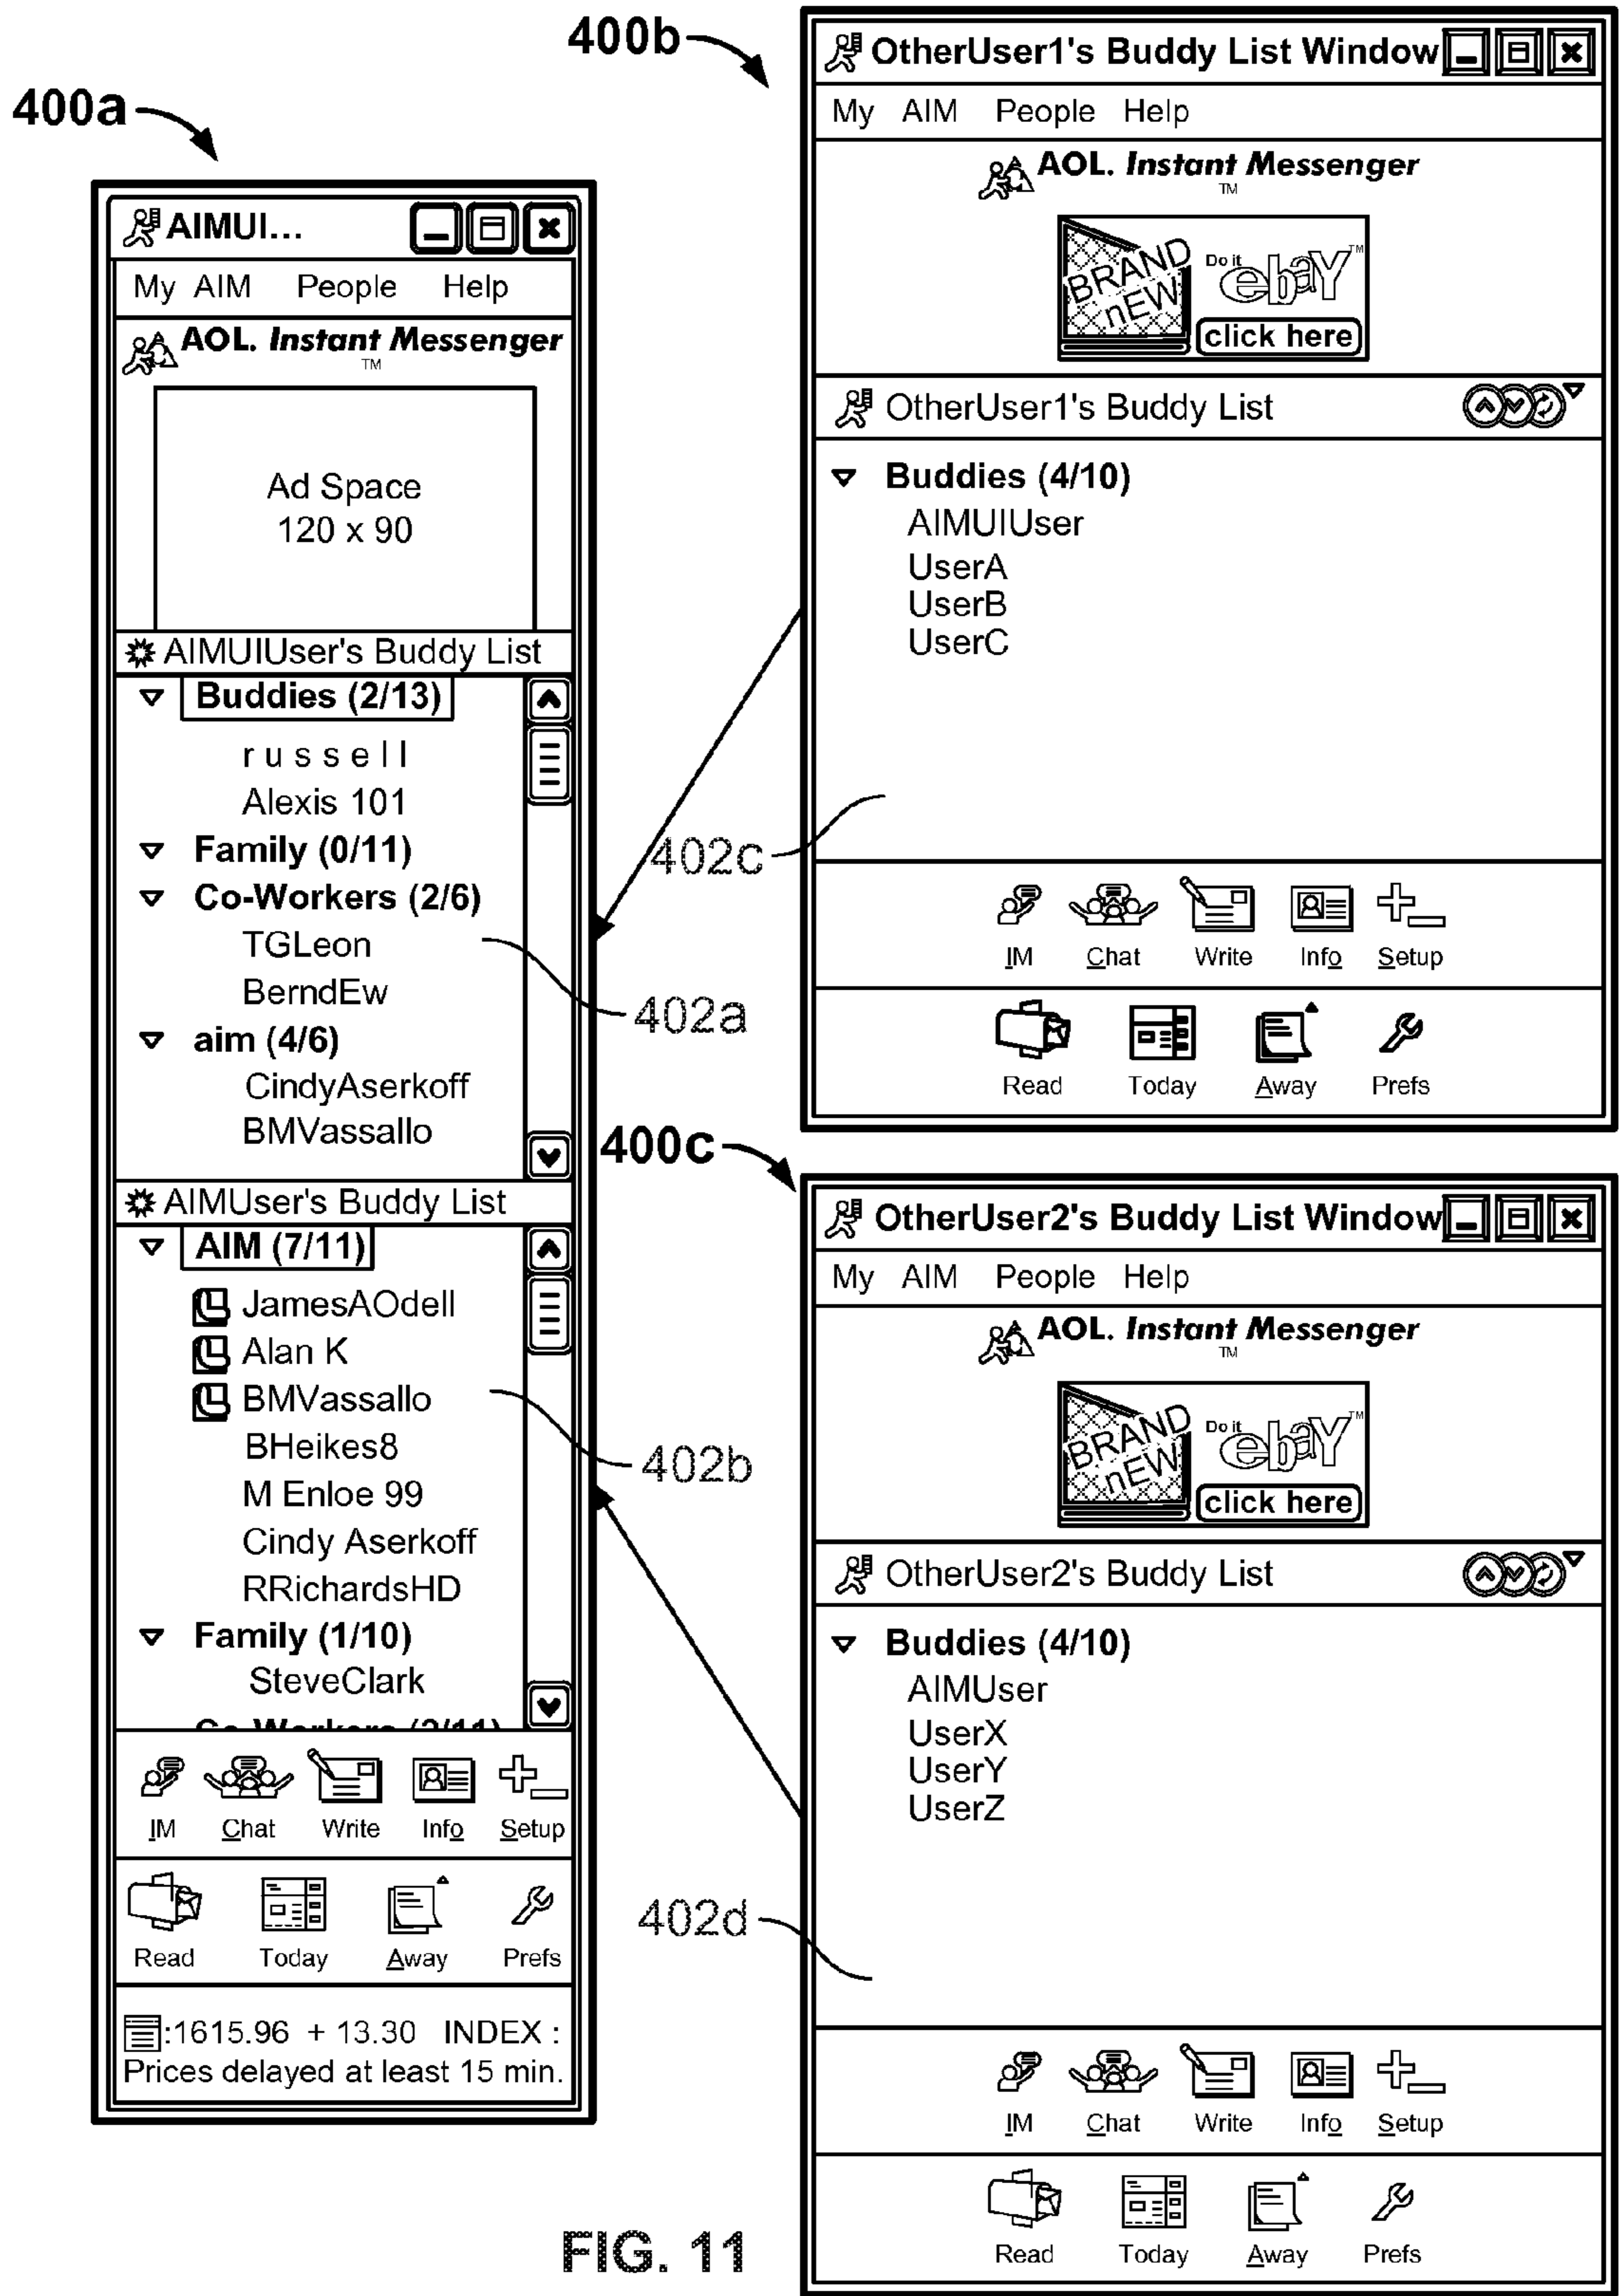 400a
AIMUI...
My AIM People Help
AOL. Instant Messenger
TM
Ad Space
120 x 90
AIMUIUser's Buddy List
Buddies (2/13)
russell
Alexis 101
Family (0/11)
Co-Workers (2/6)
TGLeon
BerndEw
402a
aim (4/6)
CindyAserkoff
BMVassallo
AIMUser's Buddy List
AIM (7/11)
JamesAOdell
Alan K
BMVassallo
402b
BHeikes8
M Enloe 99
Cindy Aserkoff
RRichardsHD
Family (1/10)
SteveClark
Co-Workers (2/11)
IM Chat Write Info Setup
Read Today Away Prefs
:1615.96 + 13.30 INDEX :
Prices delayed at least 15 min.
400b
OtherUser1's Buddy List Window
My AIM People Help
AOL. Instant Messenger
TM
BRAND
nEW
Do it
ebaY TM
click here
OtherUser1's Buddy List
Buddies (4/10)
AIMUIUser
UserA
UserB
UserC
402c
IM Chat Write Info Setup
Read Today Away Prefs
400c
OtherUser2's Buddy List Window
My AIM People Help
AOL. Instant Messenger
TM
BRAND
nEW
Do it
ebaY TM
click here
OtherUser2's Buddy List
Buddies (4/10)
AIMUser
UserX
UserY
UserZ
402d
IM Chat Write Info Setup
Read Today Away Prefs
FIG. 11